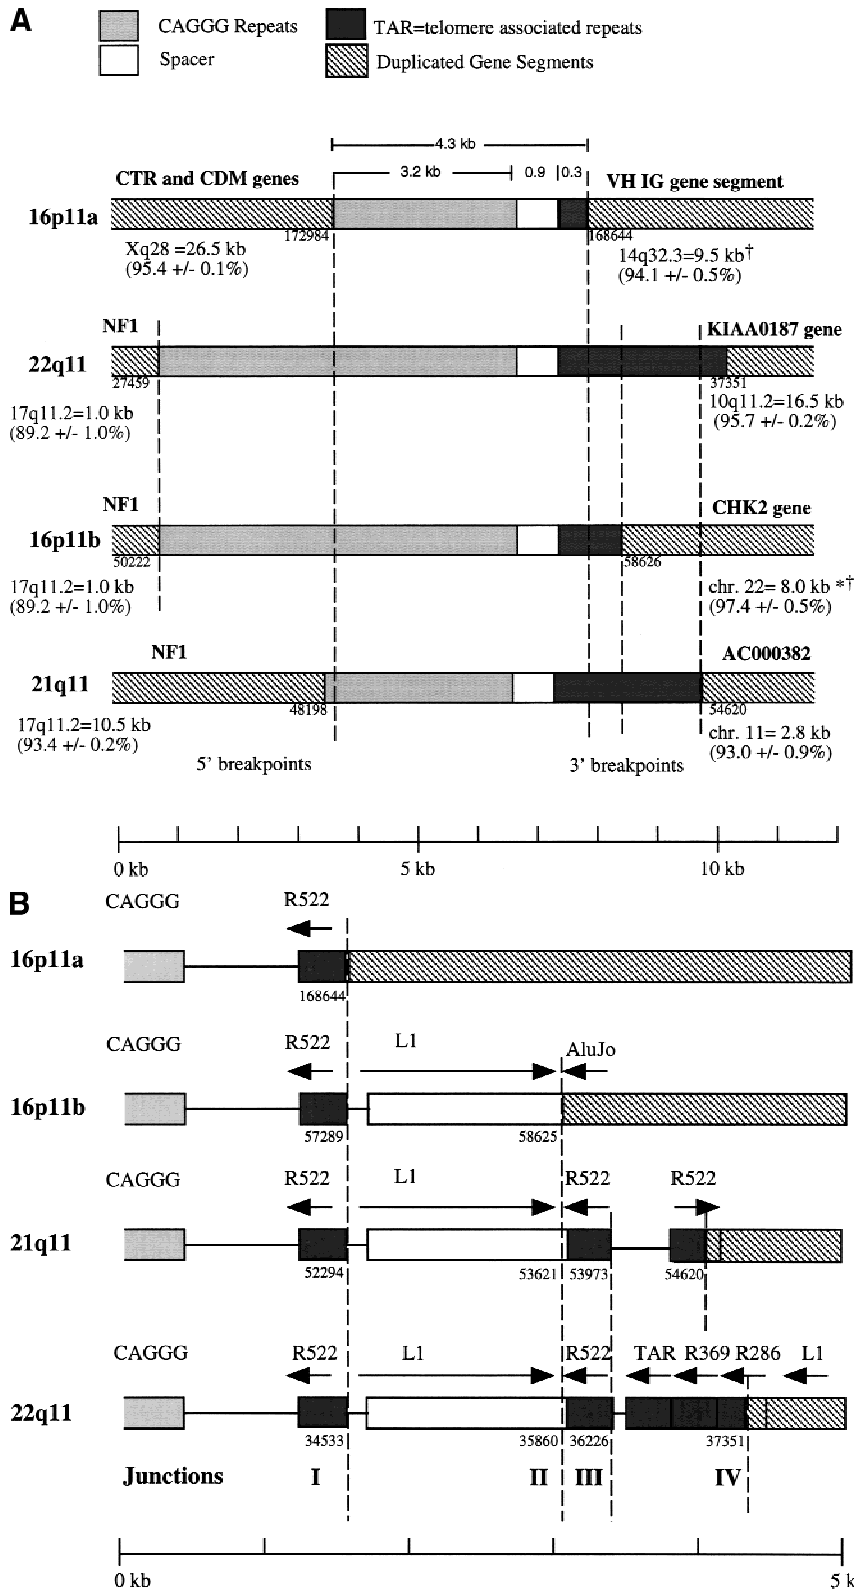 A
CAGGG Repeats
TAR=telomere associated repeats
Spacer
Duplicated Gene Segments
4.3 kb
CTR and CDM genes
3.2 kb
0.9
0.3
VH IG gene segment
16p11a
172984
168644
Xq28 =26.5 kb
(95.4 +/- 0.1%)
14q32.3=9.5 kb†
(94.1 +/- 0.5%)
NF1
KIAA0187 gene
22q11
27459
37351
17q11.2=1.0 kb
(89.2 +/- 1.0%)
10q11.2=16.5 kb
(95.7 +/- 0.2%)
NF1
CHK2 gene
16p11b
50222
58626
17q11.2=1.0 kb
(89.2 +/- 1.0%)
chr. 22= 8.0 kb *†
(97.4 +/- 0.5%)
NF1
AC000382
21q11
48198
54620
17q11.2=10.5 kb
(93.4 +/- 0.2%)
chr. 11= 2.8 kb
(93.0 +/- 0.9%)
5’ breakpoints
3’ breakpoints
0 kb
5 kb
10 kb
B
CAGGG
R522
16p11a
168644
CAGGG
R522
L1
AluJo
16p11b
57289
58625
CAGGG
R522
L1
R522
R522
21q11
52294
53621
53973
54620
CAGGG
R522
L1
R522
TAR
R369
R286
L1
22q11
34533
35860
36226
37351
Junctions
I
II
III
IV
0 kb
5 k